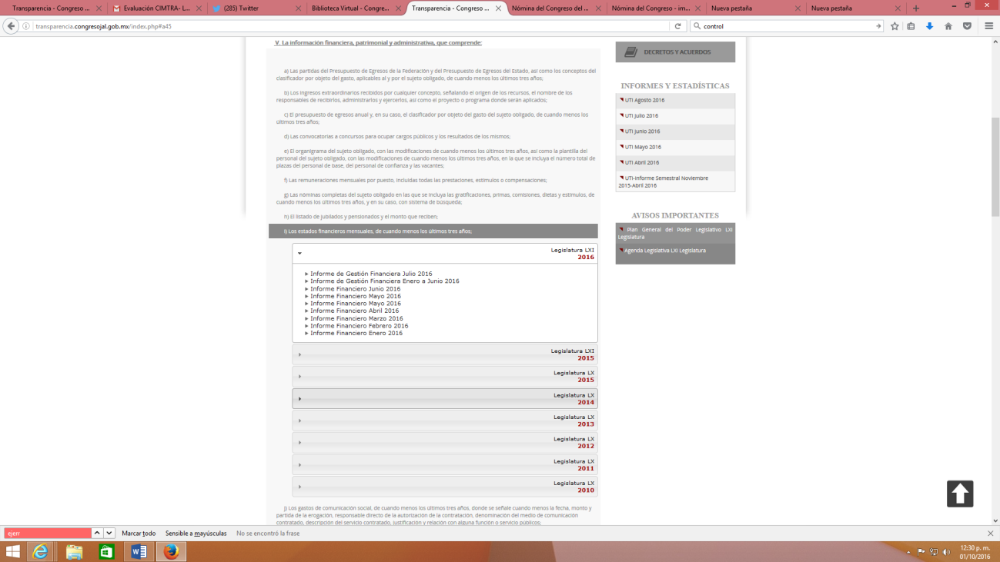 Transparencia - Congreso ...
Evaluación CIMTRA- L...
(285) Twitter
Biblioteca Virtual - Congre...
Transparencia - Congreso ...
Nómina del Congreso del ...
Nómina del Congreso - im...
Nueva pestaña
Nueva pestaña
transparencia.congresojal.gob.mx/index.php#a45
control
V. La información financiera, patrimonial y administrativa, que comprende:
a) Las partidas del Presupuesto de Egresos de la Federación y del Presupuesto de Egresos del Estado, así como los conceptos del
clasificador por objeto del gasto, aplicables al y por el sujeto obligado, de cuando menos los últimos tres años;
b) Los ingresos extraordinarios recibidos por cualquier concepto, señalando el origen de los recursos, el nombre de los
responsables de recibirlos, administrarlos y ejercerlos, así como el proyecto o programa donde serán aplicados;
c) El presupuesto de egresos anual y, en su caso, el clasificador por objeto del gasto del sujeto obligado, de cuando menos los
últimos tres años;
d) Las convocatorias a concursos para ocupar cargos públicos y los resultados de los mismos;
e) El organigrama del sujeto obligado, con las modificaciones de cuando menos los últimos tres años, así como la plantilla del
personal del sujeto obligado, con las modificaciones de cuando menos los últimos tres años, en la que se incluya el número total de
plazas del personal de base, del personal de confianza y las vacantes;
f) Las remuneraciones mensuales por puesto, incluidas todas las prestaciones, estímulos o compensaciones;
g) Las nóminas completas del sujeto obligado en las que se incluya las gratificaciones, primas, comisiones, dietas y estímulos, de
cuando menos los últimos tres años, y en su caso, con sistema de búsqueda;
h) El listado de jubilados y pensionados y el monto que reciben;
i) Los estados financieros mensuales, de cuando menos los últimos tres años;
Legislatura LXI
2016
Informe de Gestión Financiera Julio 2016
Informe de Gestión Financiera Enero a Junio 2016
Informe Financiero Junio 2016
Informe Financiero Mayo 2016
Informe Financiero Mayo 2016
Informe Financiero Abril 2016
Informe Financiero Marzo 2016
Informe Financiero Febrero 2016
Informe Financiero Enero 2016
Legislatura LXI
2015
Legislatura LX
2015
Legislatura LX
2014
Legislatura LX
2013
Legislatura LX
2012
Legislatura LX
2011
Legislatura LX
2010
j) Los gastos de comunicación social, de cuando menos los últimos tres años, donde se señale cuando menos la fecha, monto y
partida de la erogación, responsable directo de la autorización de la contratación, denominación del medio de comunicación
contratado, descripción del servicio contratado, justificación y relación con alguna función o servicio públicos;
DECRETOS Y ACUERDOS
INFORMES Y ESTADÍSTICAS
UTI Agosto 2016
UTI Julio 2016
UTI Junio 2016
UTI Mayo 2016
UTI Abril 2016
UTI-Informe Semestral Noviembre
2015-Abril 2016
AVISOS IMPORTANTES
Plan General del Poder Legislativo LXI
Legislatura
Agenda Legislativa LXI Legislatura
ejerr
Marcar todo
Sensible a mayúsculas
No se encontró la frase
12:30 p. m.
01/10/2016